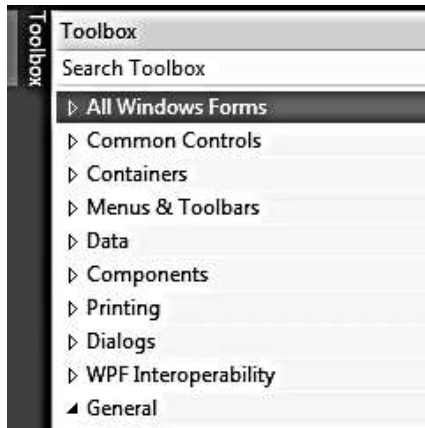 Toolbox
Toolbox
Search Toolbox
All Windows Forms
Common Controls
Containers
Menus & Toolbars
Data
Components
Printing
Dialogs
WPF Interoperability
General